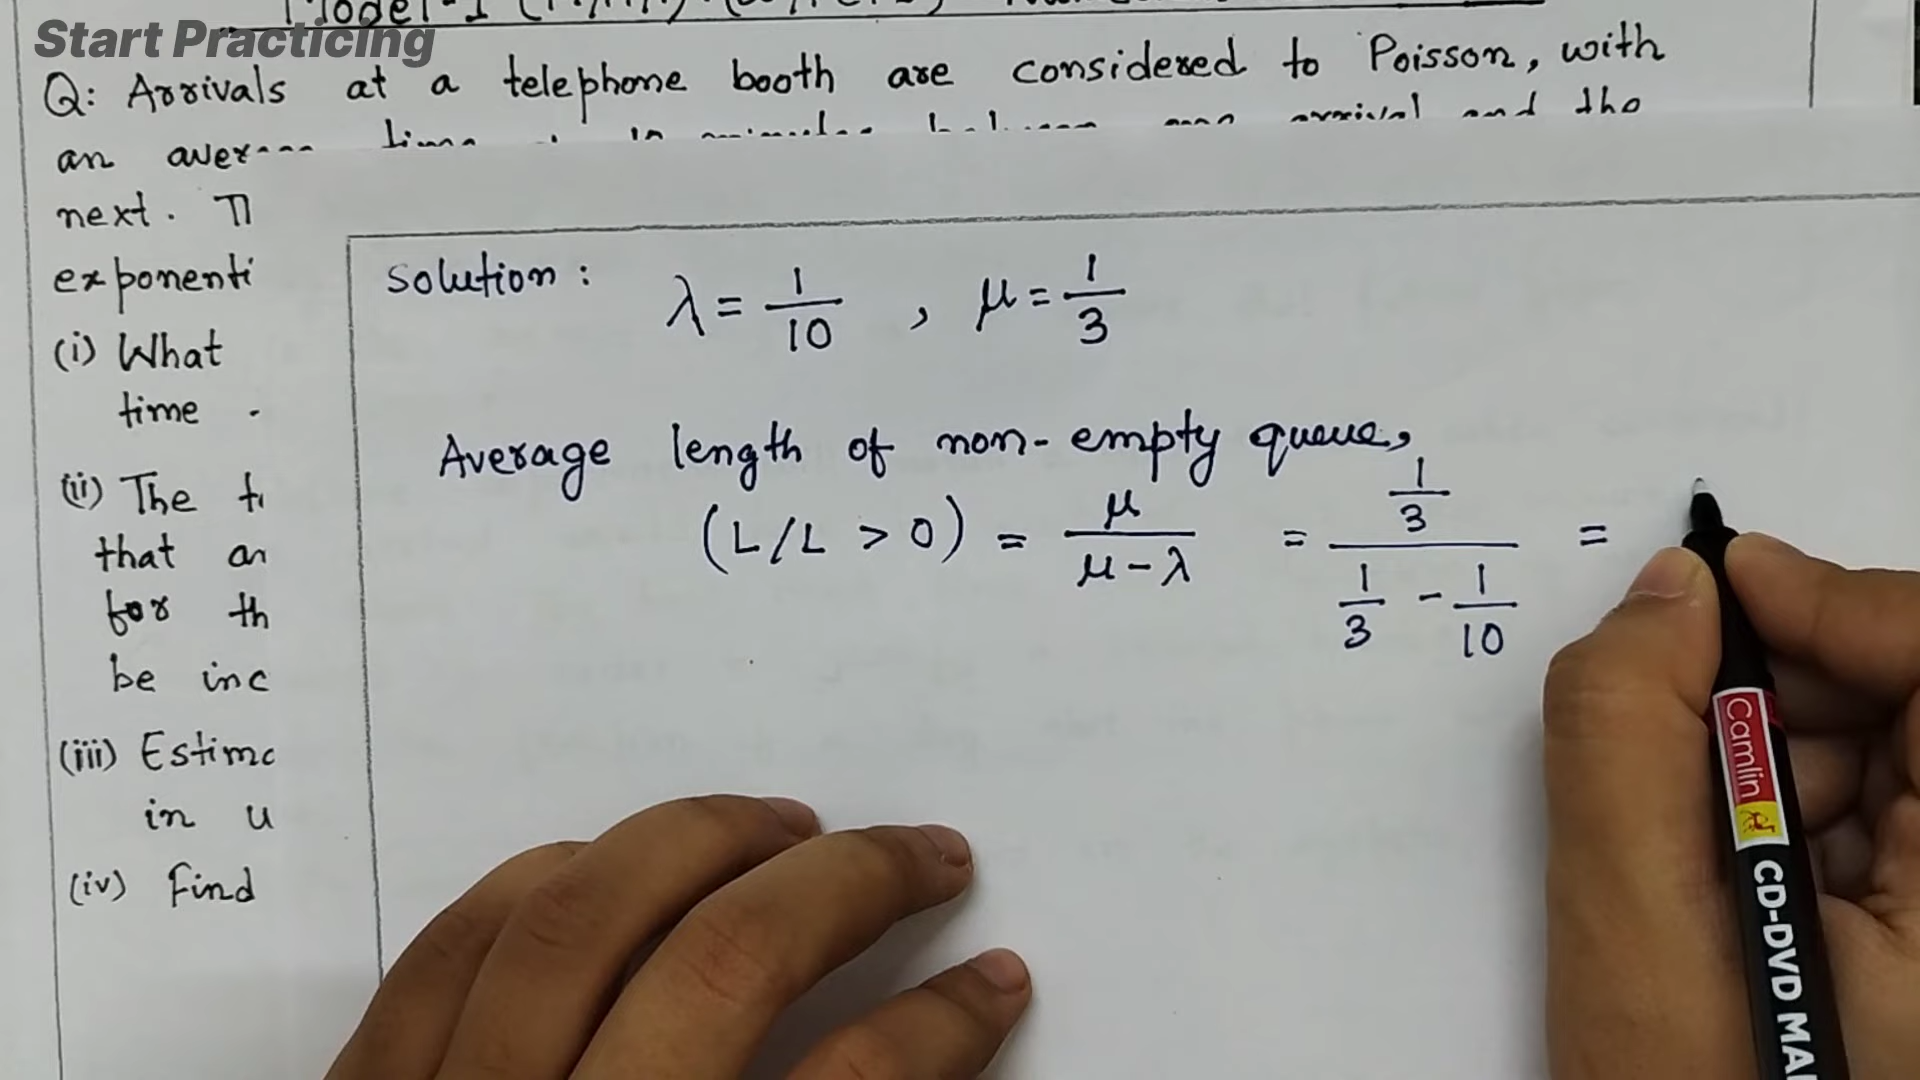 Start Practicing
Q: Arrivals at a telephone booth are considered to Poisson, with
an
next.
exponenti
(i) What
time
(ii) The
that an
for th
be inc
(iii) Estima
in u
(iv) Find
Solution: λ = 1/10 , μ = 1/3
Average length of non-empty queue,
(L/L > 0) = μ/(μ-λ) = (1/3)/(1/3 - 1/10) =
Camlin
CD-DVD MA